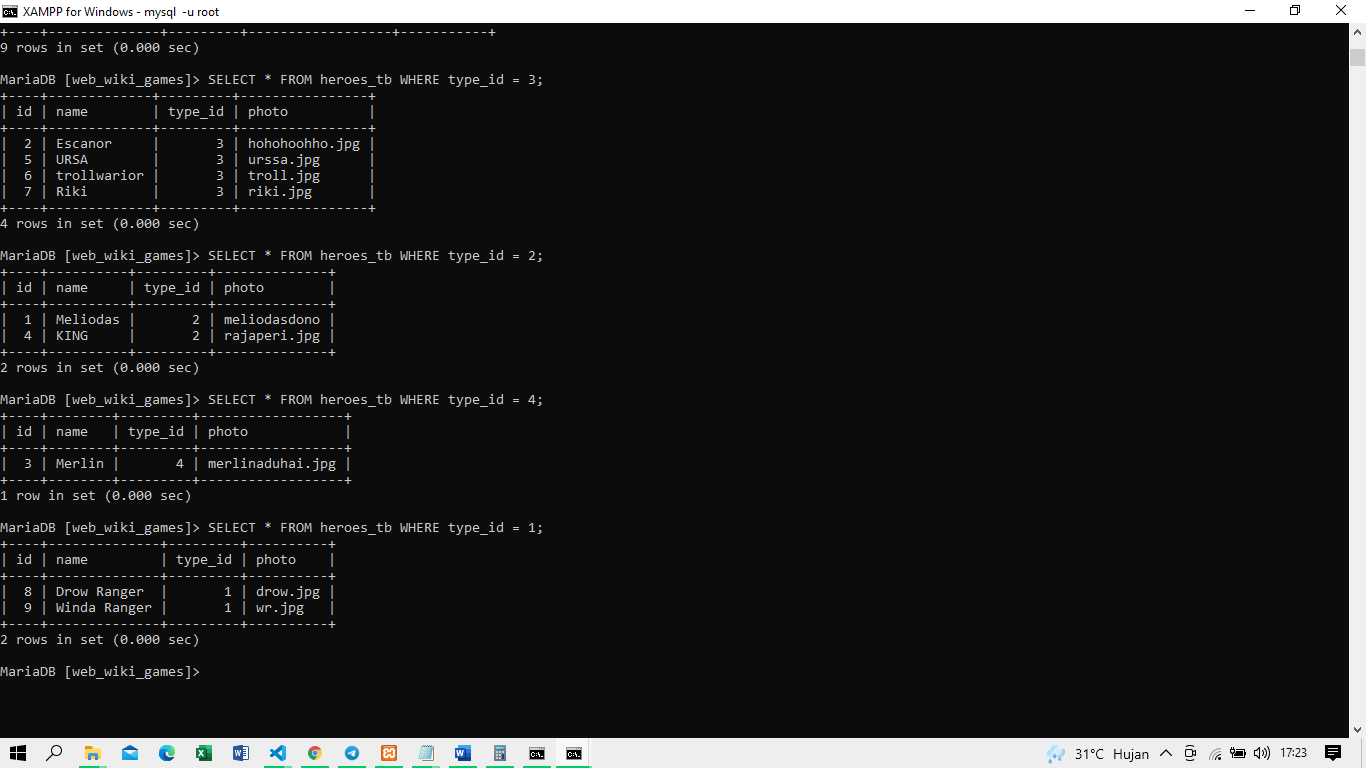 XAMPP for Windows - mysql  -u root
+----+--------------+---------+------------------+-----------+
9 rows in set (0.000 sec)
MariaDB [web_wiki_games]> SELECT * FROM heroes_tb WHERE type_id = 3;
+----+-------------+---------+---------------+
| id | name        | type_id | photo         |
+----+-------------+---------+---------------+
|  2 | Escanor     |       3 | hohohoohho.jpg |
|  5 | URSA        |       3 | urssa.jpg      |
|  6 | trollwarior |       3 | troll.jpg      |
|  7 | Riki        |       3 | riki.jpg       |
+----+-------------+---------+---------------+
4 rows in set (0.000 sec)
MariaDB [web_wiki_games]> SELECT * FROM heroes_tb WHERE type_id = 2;
+----+----------+---------+--------------+
| id | name     | type_id | photo        |
+----+----------+---------+--------------+
|  1 | Meliodas |       2 | meliodasdono |
|  4 | KING     |       2 | rajaperi.jpg |
+----+----------+---------+--------------+
2 rows in set (0.000 sec)
MariaDB [web_wiki_games]> SELECT * FROM heroes_tb WHERE type_id = 4;
+----+--------+---------+------------------+
| id | name   | type_id | photo            |
+----+--------+---------+------------------+
|  3 | Merlin |       4 | merlinaduhai.jpg |
+----+--------+---------+------------------+
1 row in set (0.000 sec)
MariaDB [web_wiki_games]> SELECT * FROM heroes_tb WHERE type_id = 1;
+----+--------------+---------+----------+
| id | name         | type_id | photo    |
+----+--------------+---------+----------+
|  8 | Drow Ranger  |       1 | drow.jpg |
|  9 | Winda Ranger |       1 | wr.jpg   |
+----+--------------+---------+----------+
2 rows in set (0.000 sec)
MariaDB [web_wiki_games]>
31°C Hujan 17:23